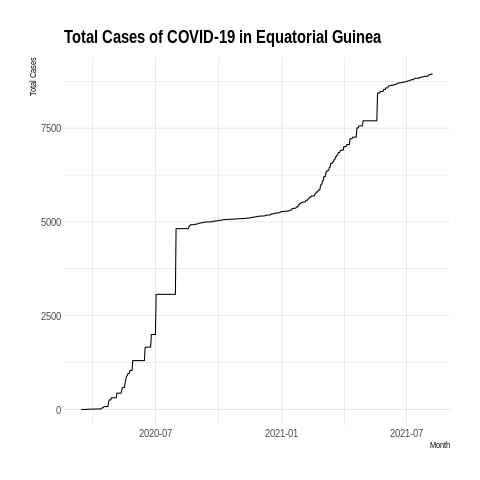 Total Cases of COVID-19 in Equatorial Guinea
Total Cases
7500
5000
2500
0
2020-07
2021-01
2021-07
Month